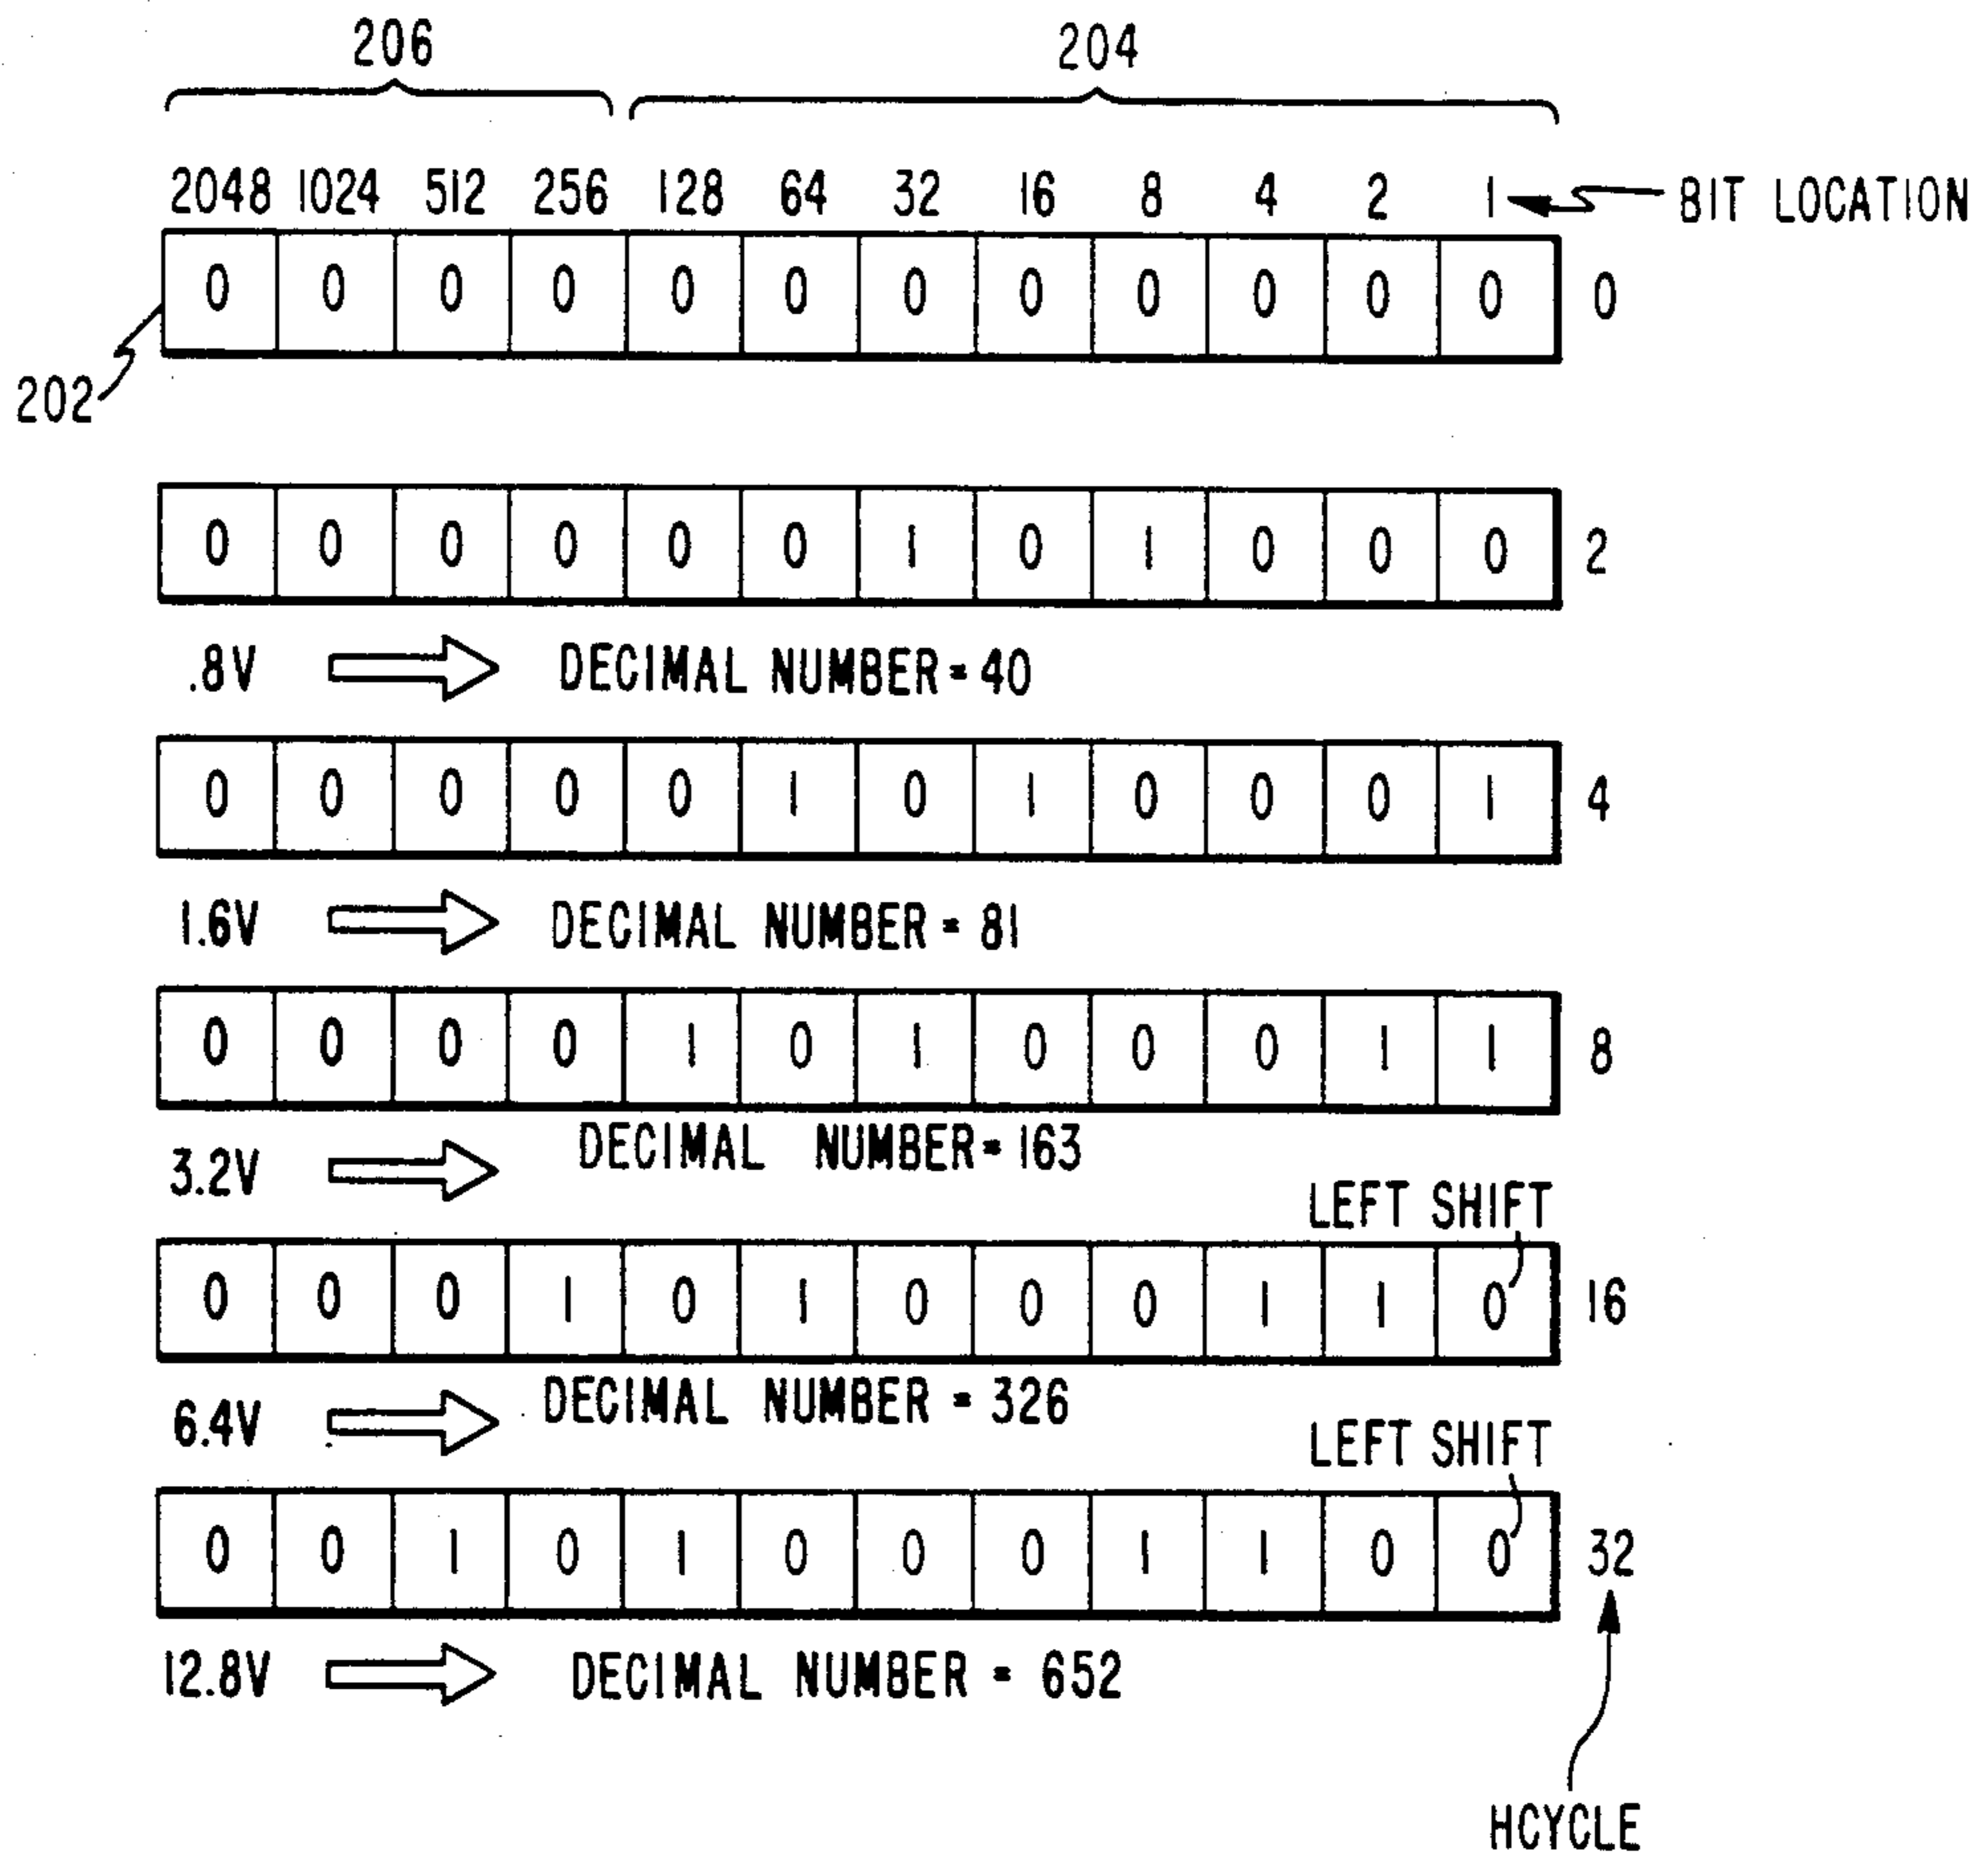 206 204
2048 1024 512 256 128 64 32 16 8 4 2 1 BIT LOCATION
0 0 0 0 0 0 0 0 0 0 0 0 0
202
0 0 0 0 0 0 1 0 1 0 0 0 2
.8V DECIMAL NUMBER = 40
0 0 0 0 0 1 0 1 0 0 0 1 4
1.6V DECIMAL NUMBER = 81
0 0 0 0 1 0 1 0 0 0 1 1 8
3.2V DECIMAL NUMBER = 163
LEFT SHIFT
0 0 0 1 0 1 0 0 0 1 1 0 16
6.4V DECIMAL NUMBER = 326
LEFT SHIFT
0 0 1 0 1 0 0 0 1 1 0 0 32
12.8V DECIMAL NUMBER = 652
HCYCLE